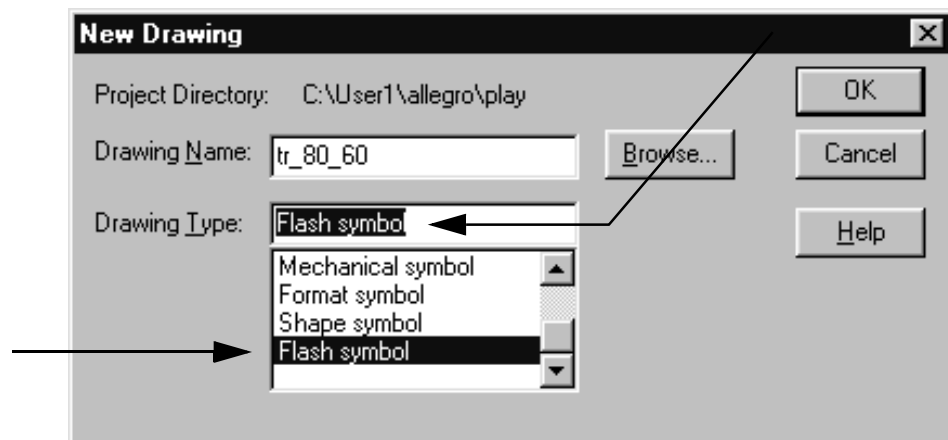 New Drawing
Project Directory: C:\User1\allegro\play
OK
Drawing Name: tr_80_60
Browse...
Cancel
Drawing Type: Flash symbol
Help
Mechanical symbol
Format symbol
Shape symbol
Flash symbol